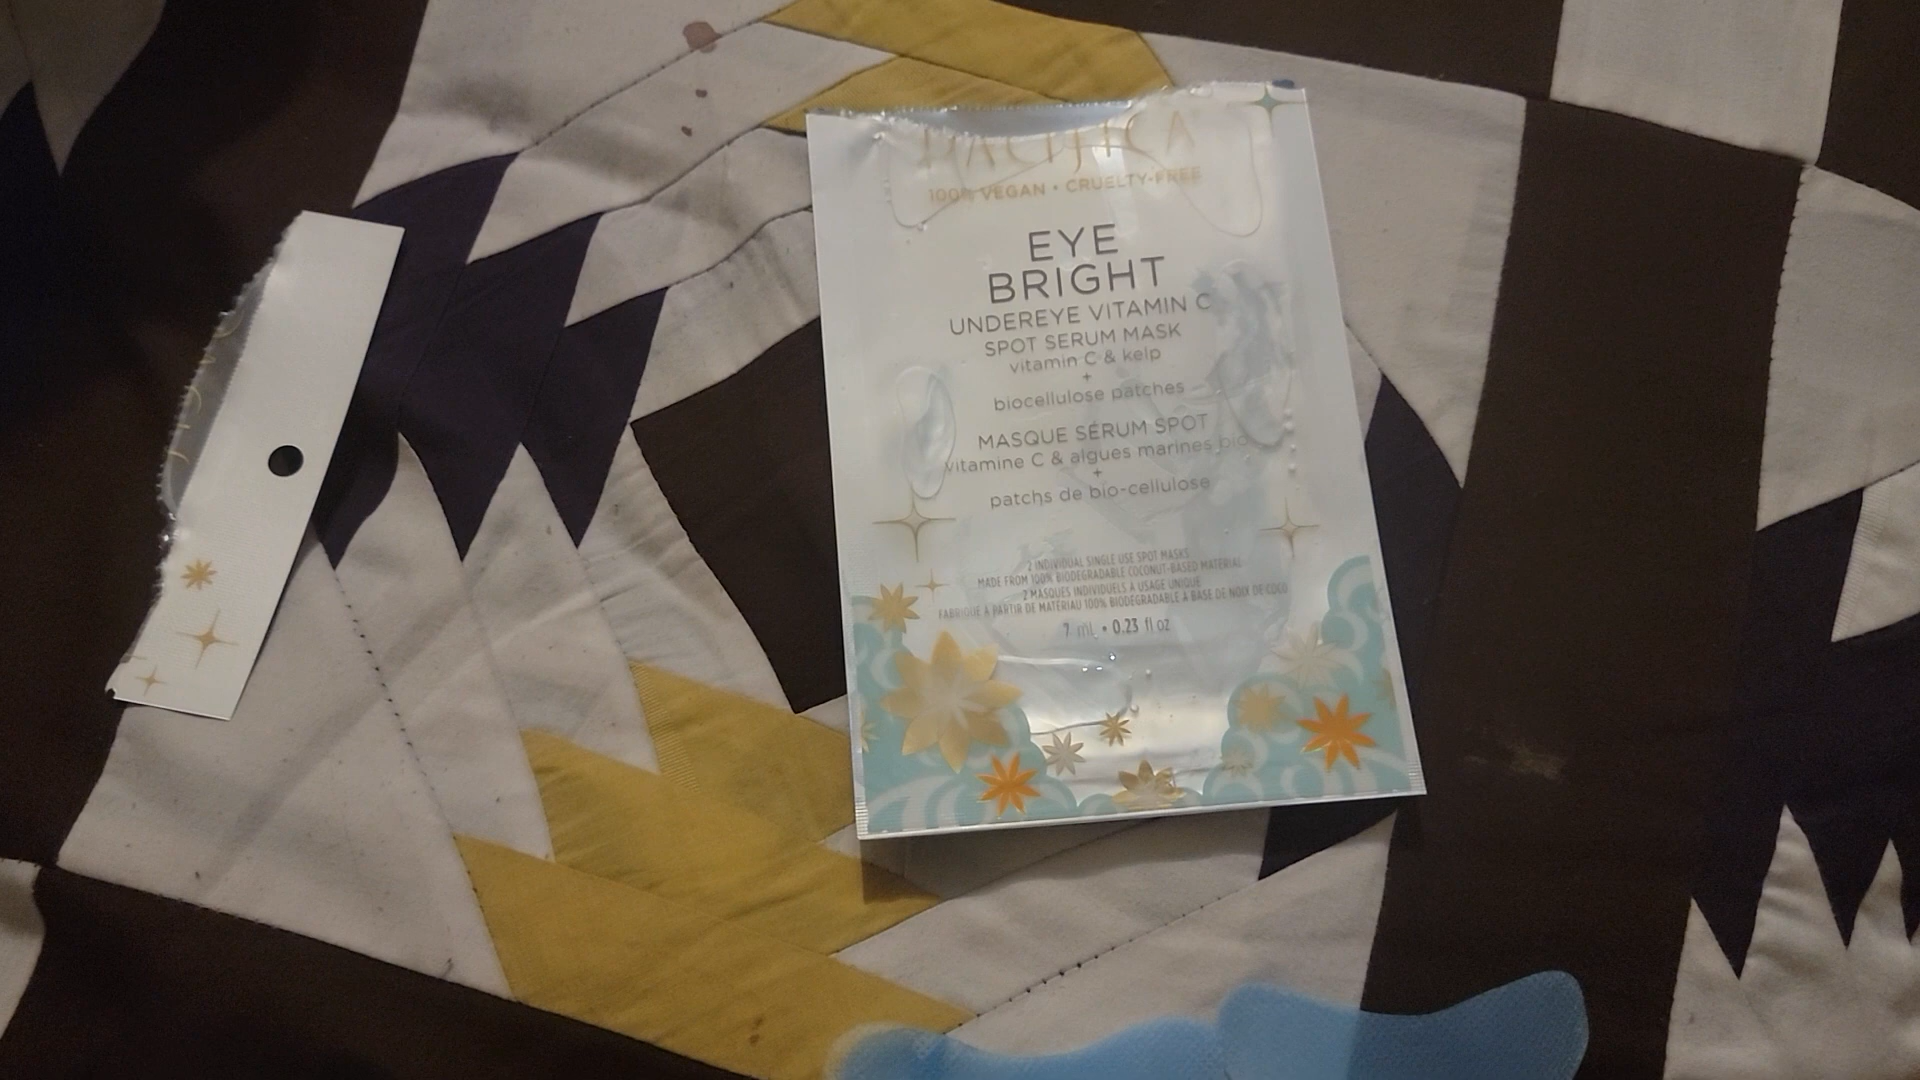 PACIFICA
100% VEGAN • CRUELTY-FREE
EYE
BRIGHT
UNDEREYE VITAMIN C
SPOT SERUM MASK
vitamin C & kelp
+
biocellulose patches
MASQUE SÉRUM SPOT
vitamine C & algues marines bio
+
patchs de bio-cellulose
2 INDIVIDUAL SINGLE USE SPOT MASKS
MADE FROM 100% BIODEGRADABLE COCONUT-BASED MATERIAL
2 MASQUES INDIVIDUELS À USAGE UNIQUE
FABRIQUÉ À PARTIR DE MATÉRIAU 100% BIODÉGRADABLE À BASE DE NOIX DE COCO
7 mL • 0.23 fl oz